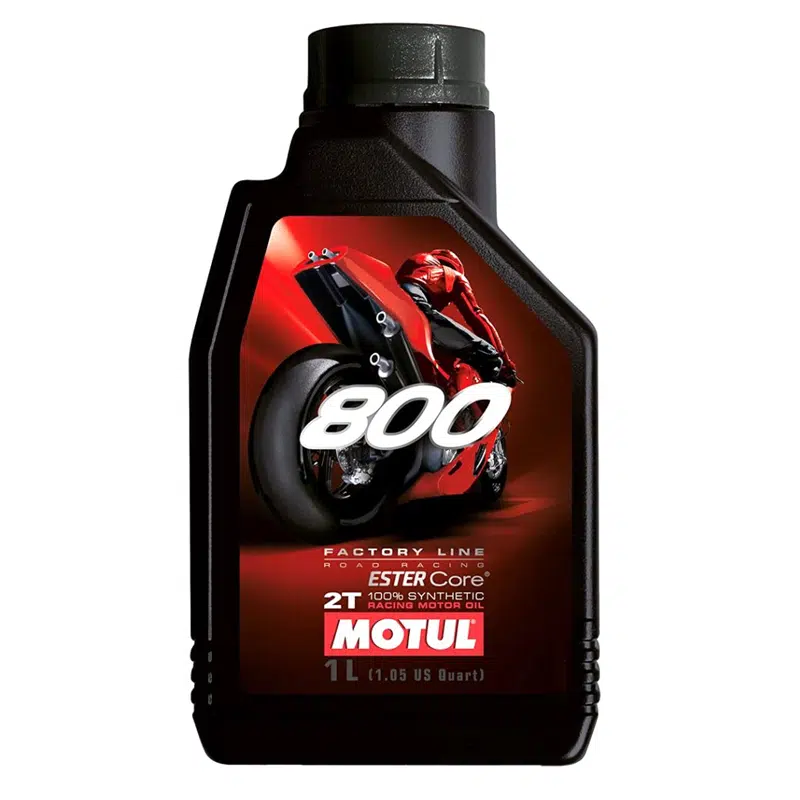 800
FACTORY LINE
ROAD RACING
ESTER Core®
2T 100% SYNTHETIC
RACING MOTOR OIL
MOTUL®
1L (1.05 US Quart)